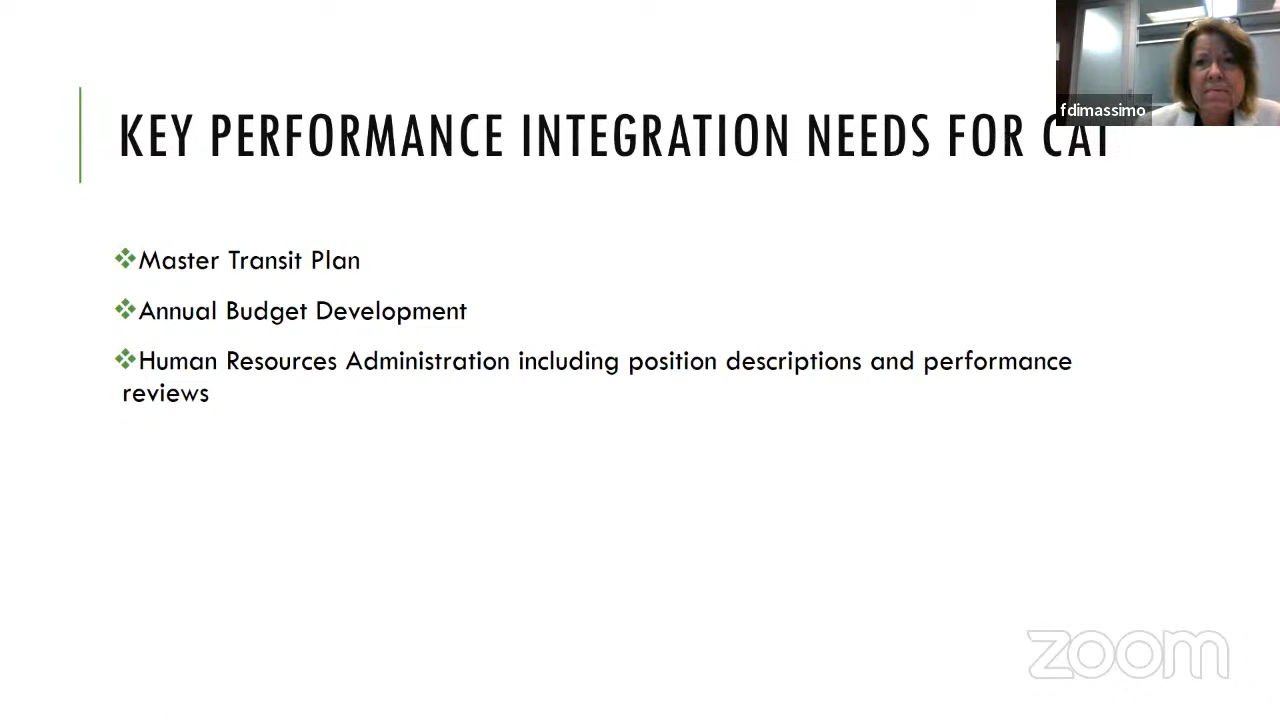 fdimassimo
KEY PERFORMANCE INTEGRATION NEEDS FOR CAT
Master Transit Plan
Annual Budget Development
Human Resources Administration including position descriptions and performance
reviews
zoom